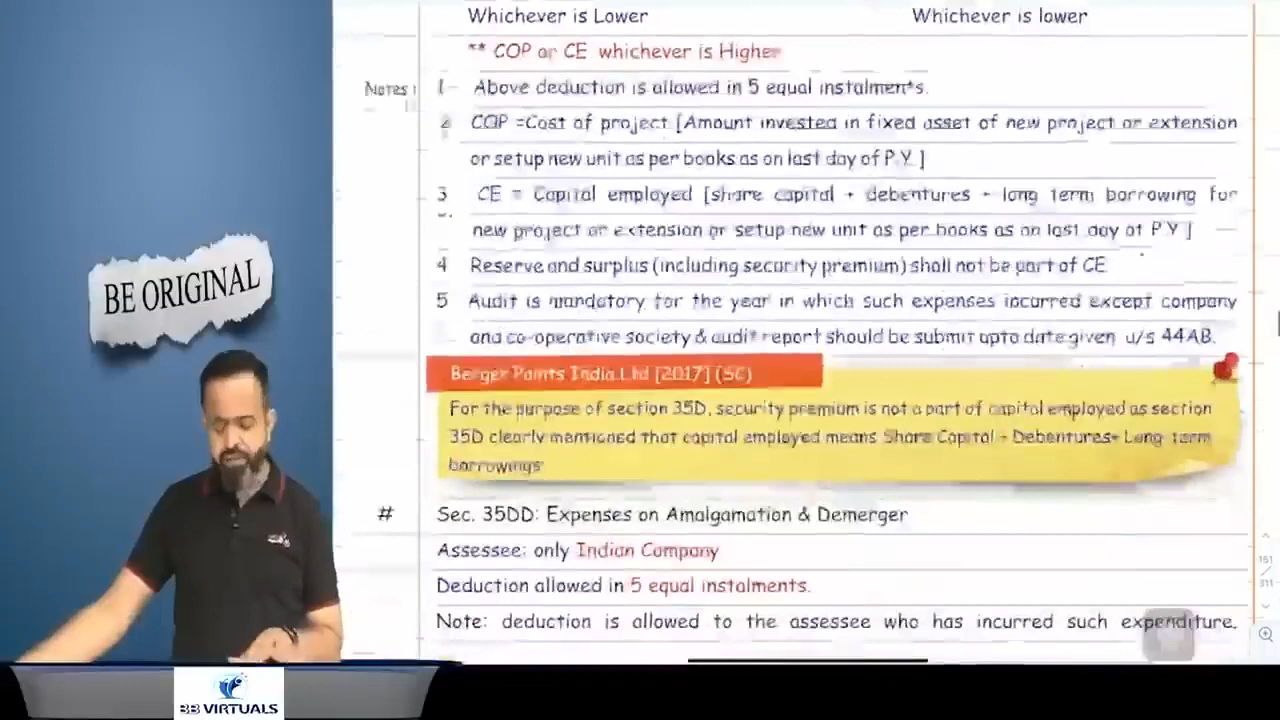 Whichever is Lower Whichever is lower
** COP or CE whichever is Higher
Notes: 1- Above deduction is allowed in 5 equal instalments.
2 COP =Cost of project [Amount invested in fixed asset of new project or extension
or setup new unit as per books as on last day of P.Y.]
3 CE = Capital employed [share capital + debentures + long term borrowing for
new project or extension or setup new unit as per books as on last day of P.Y]
4 Reserve and surplus (including security premium) shall not be part of CE
5 Audit is mandatory for the year in which such expenses incurred except company
and co-operative society & audit report should be submit upto date given u/s 44AB.
Berger Paints India Ltd [2017] (SC)
For the purpose of section 35D, security premium is not a part of capital employed as section
35D clearly mentioned that capital employed means Share Capital + Debentures+ Long term
borrowings
BE ORIGINAL
# Sec. 35DD: Expenses on Amalgamation & Demerger
Assessee: only Indian Company
Deduction allowed in 5 equal instalments.
Note: deduction is allowed to the assessee who has incurred such expenditure.
151
/
311
BB VIRTUALS